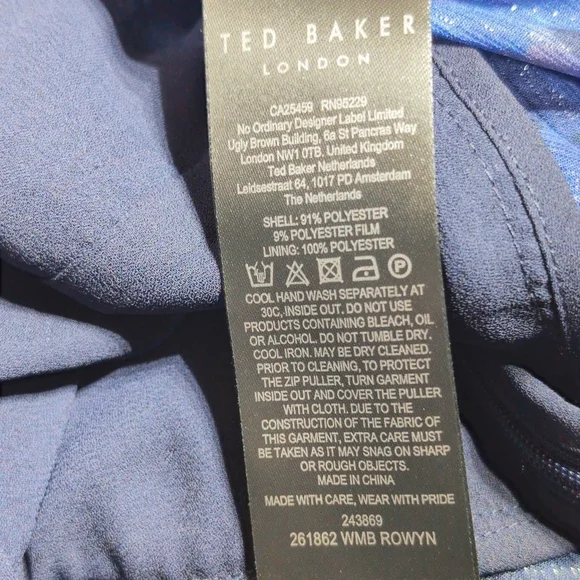 TED BAKER
LONDON
CA25459 RN95229
No Ordinary Designer Label Limited
Ugly Brown Building, 6a St Pancras Way
London NW1 0TB, United Kingdom
Ted Baker Netherlands
Leidsestraat 64, 1017 PD Amsterdam
The Netherlands
SHELL: 91% POLYESTER
9% POLYESTER FILM
LINING: 100% POLYESTER
P
COOL HAND WASH SEPARATELY AT
30C, INSIDE OUT. DO NOT USE
PRODUCTS CONTAINING BLEACH, OIL
OR ALCOHOL. DO NOT TUMBLE DRY.
COOL IRON. MAY BE DRY CLEANED.
PRIOR TO CLEANING, TO PROTECT
THE ZIP PULLER, TURN GARMENT
INSIDE OUT AND COVER THE PULLER
WITH CLOTH. DUE TO THE
CONSTRUCTION OF THE FABRIC OF
THIS GARMENT, EXTRA CARE MUST
BE TAKEN AS IT MAY SNAG ON SHARP
OR ROUGH OBJECTS.
MADE IN CHINA
MADE WITH CARE, WEAR WITH PRIDE
243869
261862 WMB ROWYN